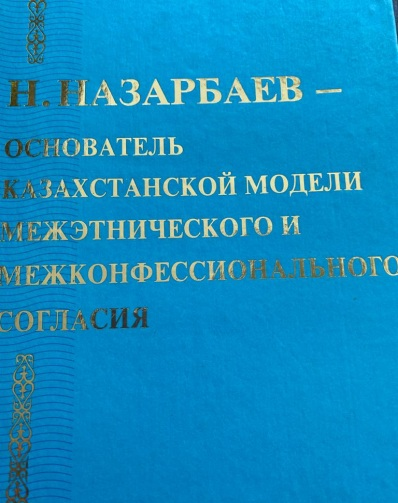 Н. НАЗАРБАЕВ –
ОСНОВАТЕЛЬ
КАЗАХСТАНСКОЙ МОДЕЛИ
МЕЖЭТНИЧЕСКОГО И
МЕЖКОНФЕССИОНАЛЬНОГО
СОГЛАСИЯ